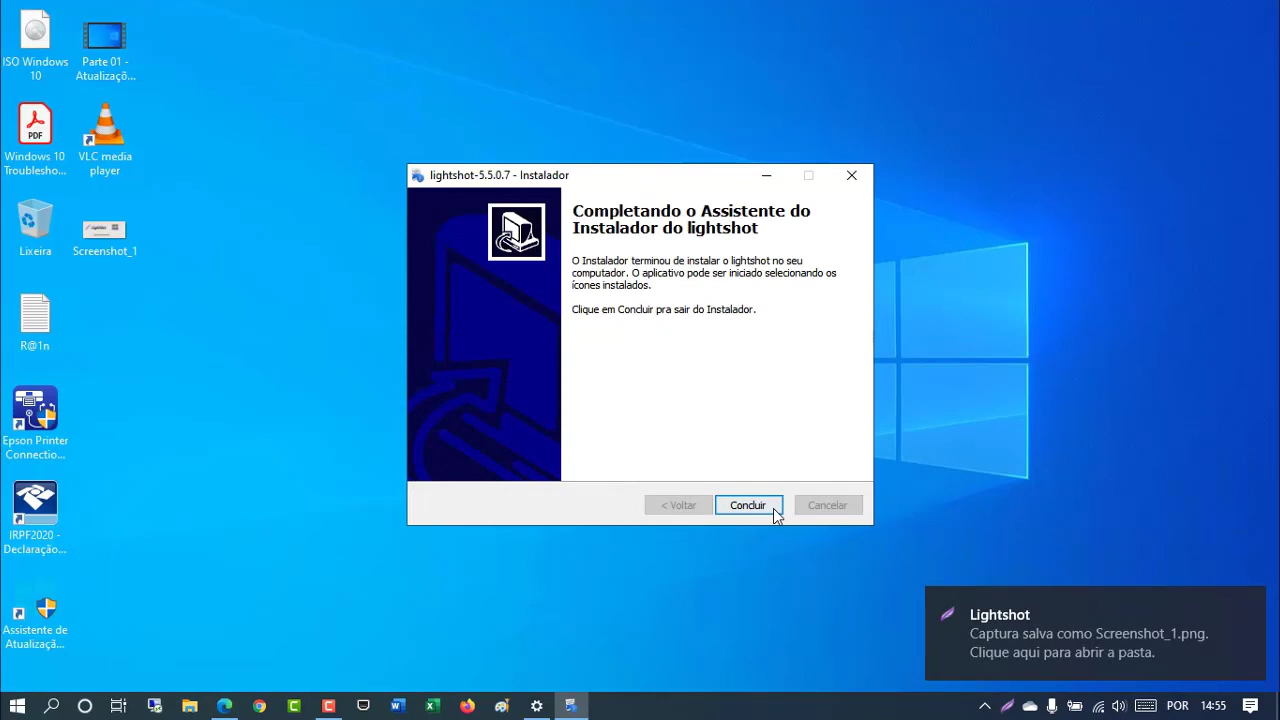 ISO Windows
10
Parte 01 -
Atualizaçõ...
PDF
Windows 10
Troublesho...
VLC media
player
Lixeira
Screenshot_1
R@1n
Epson Printer
Connectio...
IRPF2020 -
Declaração...
Assistente de
Atualizaçã...
lightshot-5.5.0.7 - Instalador
Completando o Assistente do
Instalador do lightshot
O Instalador terminou de instalar o lightshot no seu
computador. O aplicativo pode ser iniciado selecionando os
ícones instalados.
Clique em Concluir pra sair do Instalador.
< Voltar
Concluir
Cancelar
Lightshot
Captura salva como Screenshot_1.png.
Clique aqui para abrir a pasta.
POR
14:55